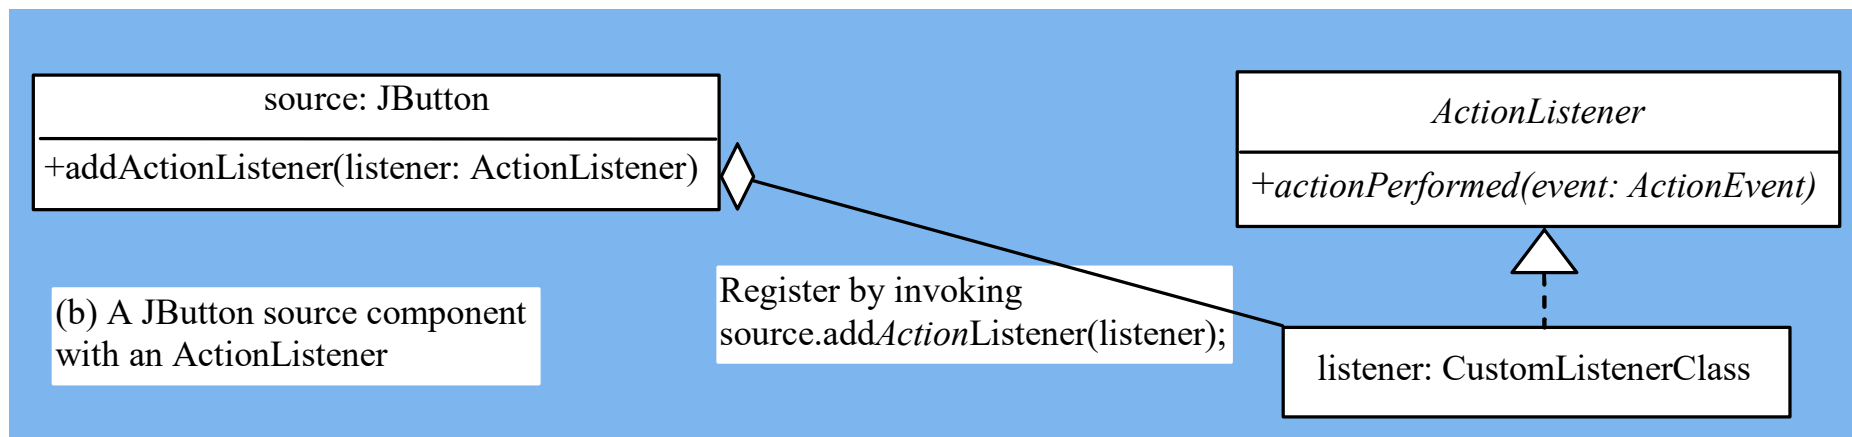 source: JButton
+addActionListener(listener: ActionListener)
ActionListener
+actionPerformed(event: ActionEvent)
Register by invoking
source.addActionListener(listener);
(b) A JButton source component
with an ActionListener
listener: CustomListenerClass